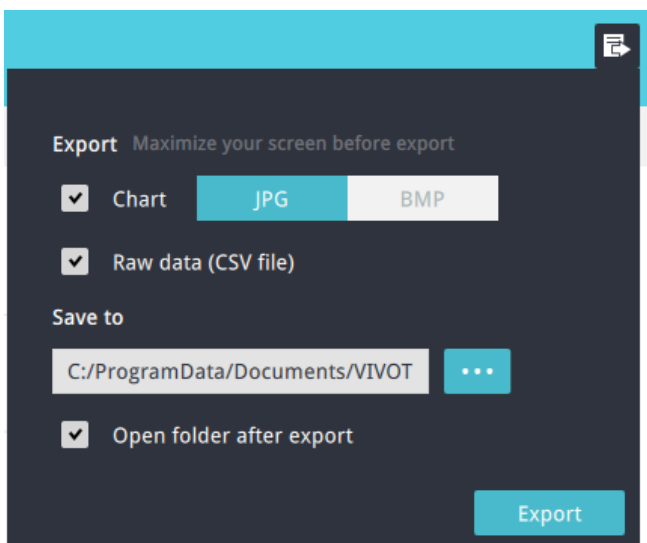 Export Maximize your screen before export
Chart JPG BMP
Raw data (CSV file)
Save to
C:/ProgramData/Documents/VIVOT
Open folder after export
Export